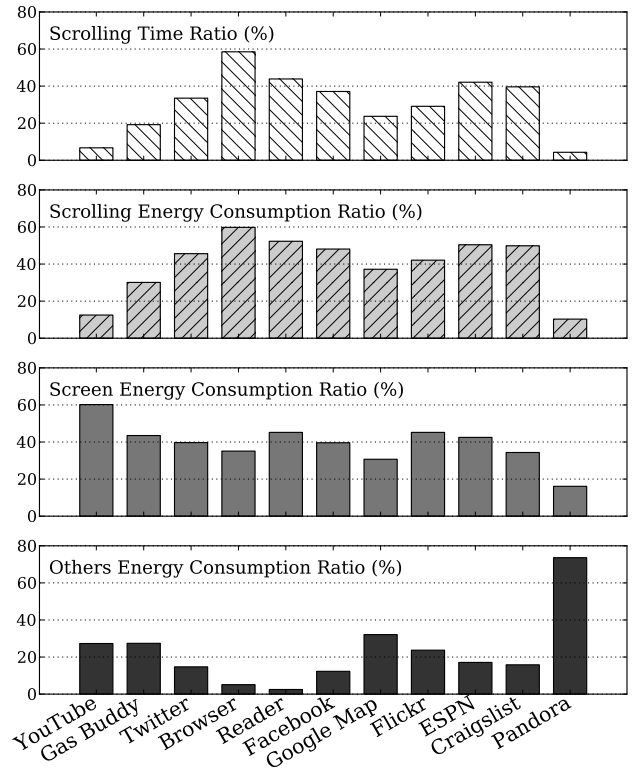 80
Scrolling Time Ratio (%)
60
40
20
0
80
Scrolling Energy Consumption Ratio (%)
60
40
20
0
80
Screen Energy Consumption Ratio (%)
60
40
20
0
80
Others Energy Consumption Ratio (%)
60
40
20
0
YouTube
Gas Buddy
Twitter
Browser
Reader
Facebook
Google Map
Flickr
ESPN
Craigslist
Pandora